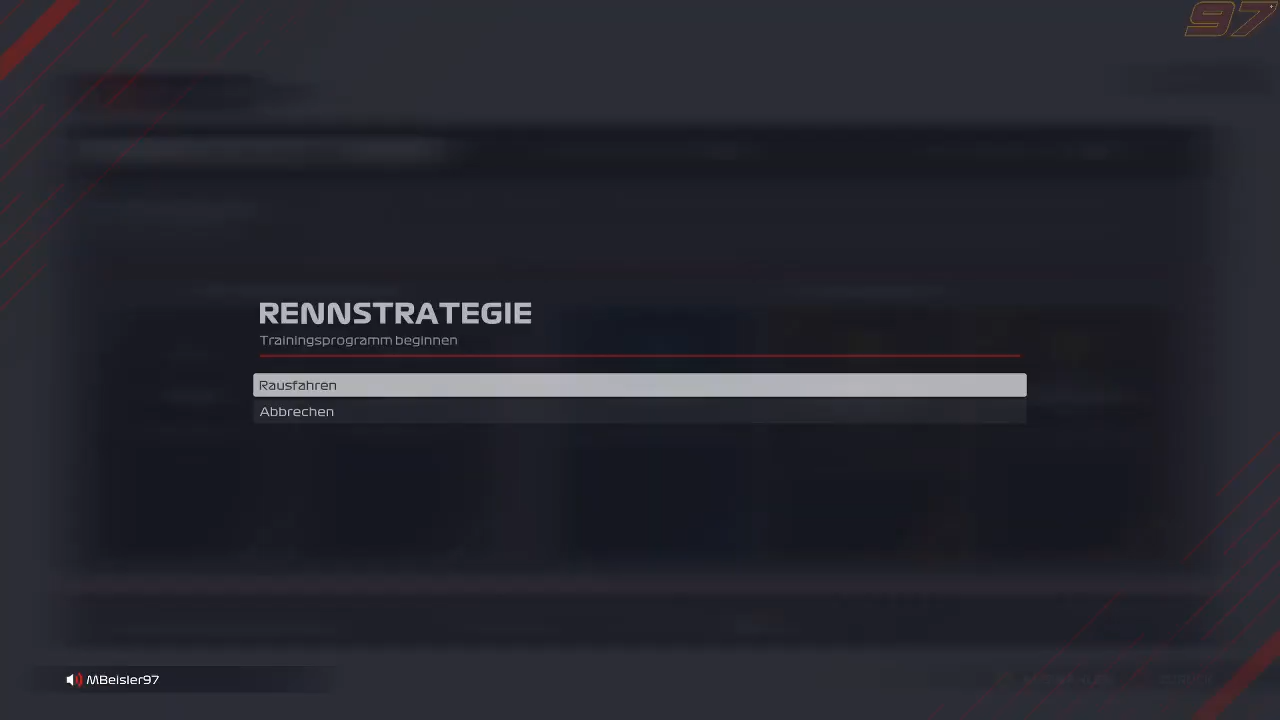 97
RENNSTRATEGIE
Trainingsprogramm beginnen
Rausfahren
Abbrechen
MBeisler97